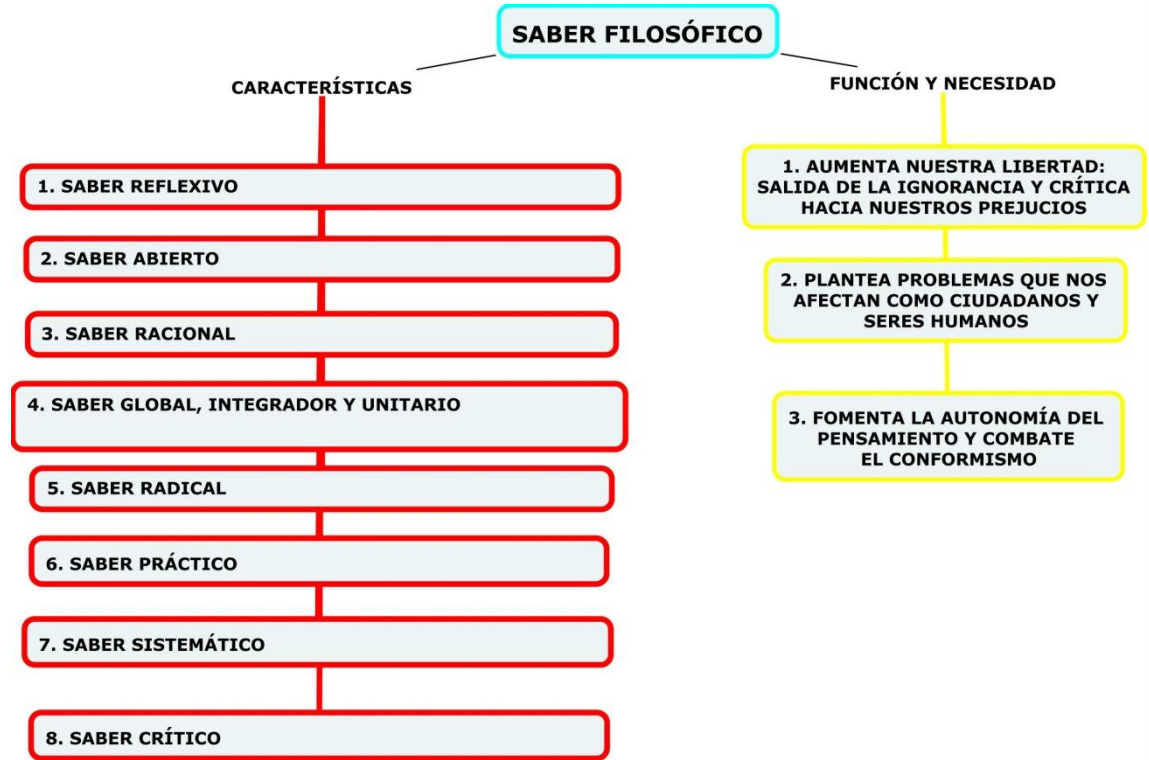 SABER FILOSÓFICO
CARACTERÍSTICAS
1. SABER REFLEXIVO
2. SABER ABIERTO
3. SABER RACIONAL
4. SABER GLOBAL, INTEGRADOR Y UNITARIO
5. SABER RADICAL
6. SABER PRÁCTICO
7. SABER SISTEMÁTICO
8. SABER CRÍTICO
FUNCIÓN Y NECESIDAD
1. AUMENTA NUESTRA LIBERTAD:
SALIDA DE LA IGNORANCIA Y CRÍTICA
HACIA NUESTROS PREJUCIOS
2. PLANTEA PROBLEMAS QUE NOS
AFECTAN COMO CIUDADANOS Y
SERES HUMANOS
3. FOMENTA LA AUTONOMÍA DEL
PENSAMIENTO Y COMBATE
EL CONFORMISMO